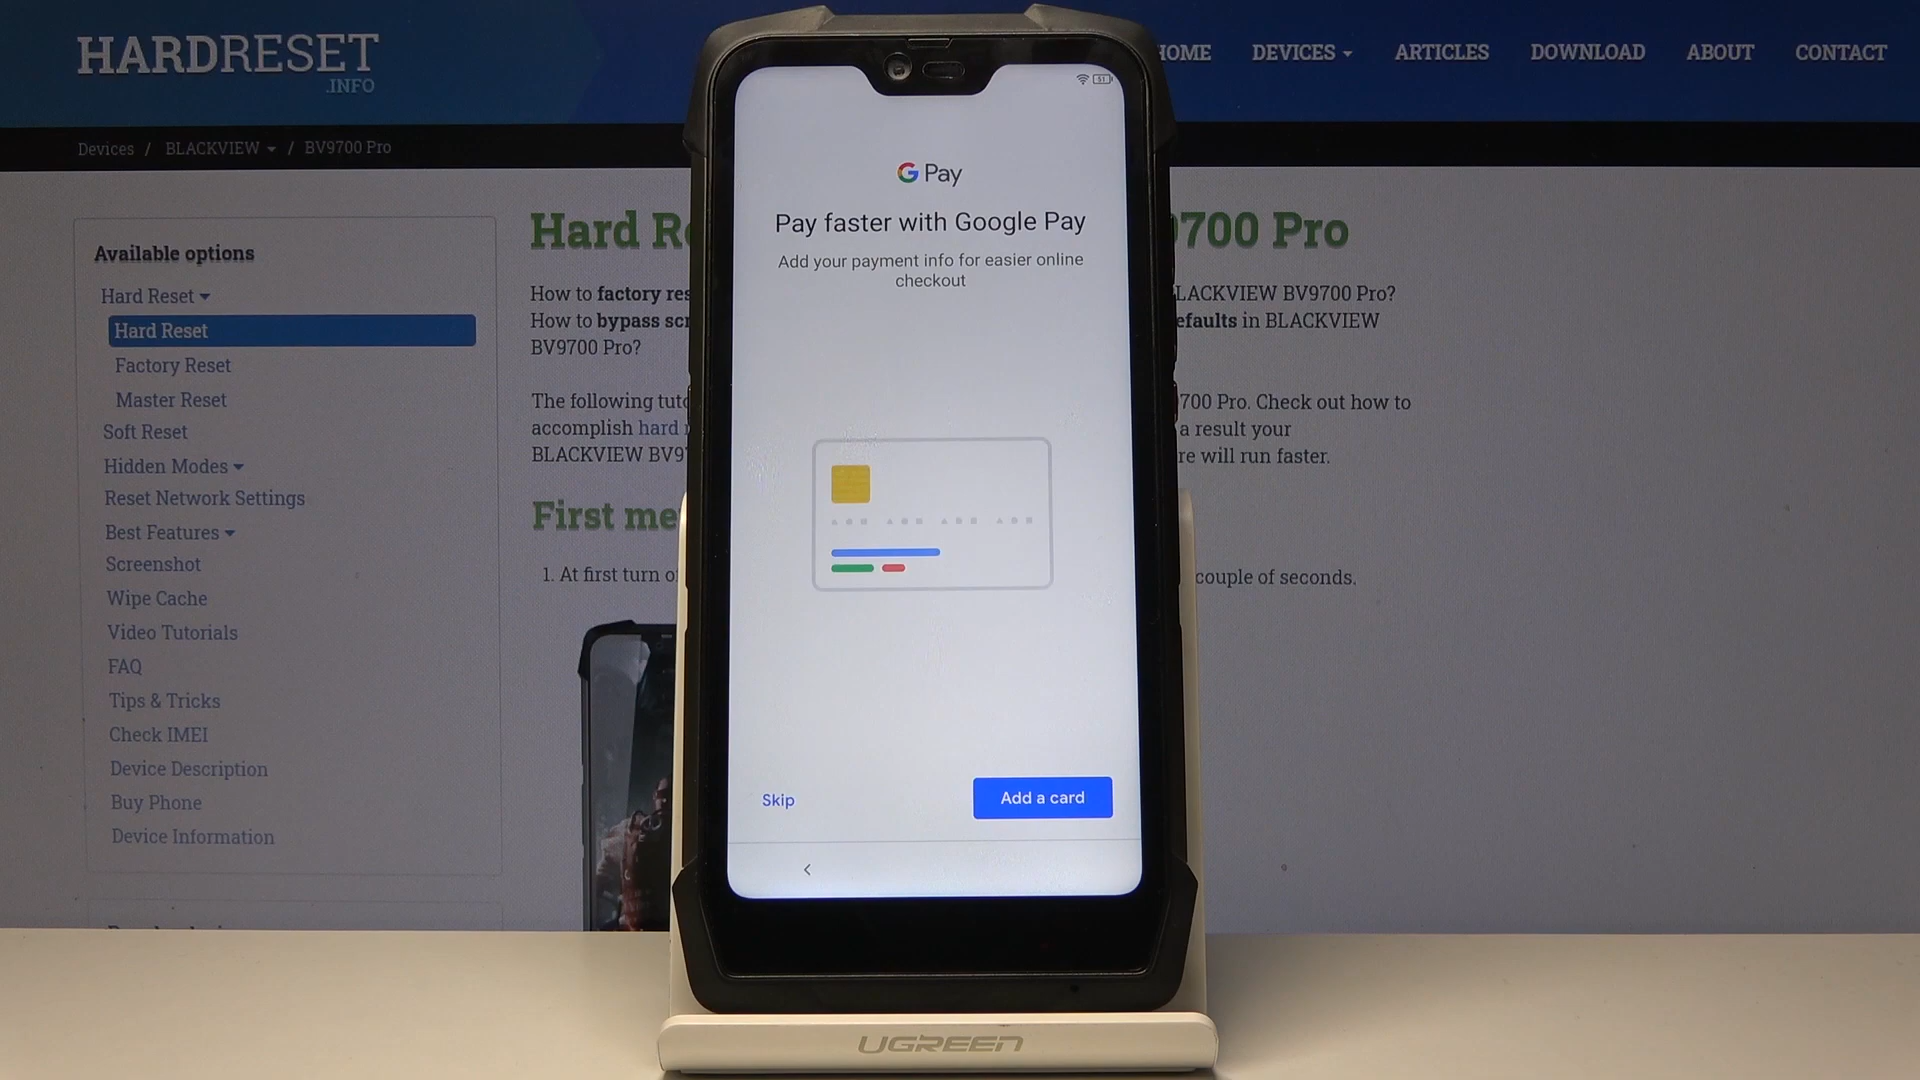 HARDRESET
.INFO
HOME DEVICES ARTICLES DOWNLOAD ABOUT CONTACT
Devices / BLACKVIEW / BV9700 Pro
Available options
Hard Reset
Hard Reset
Factory Reset
Master Reset
Soft Reset
Hidden Modes
Reset Network Settings
Best Features
Screenshot
Wipe Cache
Video Tutorials
FAQ
Tips & Tricks
Check IMEI
Device Description
Buy Phone
Device Information
Hard R 9700 Pro
How to factory res LACKVIEW BV9700 Pro?
How to bypass scr efaults in BLACKVIEW
BV9700 Pro?
The following tuto 9700 Pro. Check out how to
accomplish hard r a result your
BLACKVIEW BV9 re will run faster.
First me
1. At first turn o couple of seconds.
51
G Pay
Pay faster with Google Pay
Add your payment info for easier online
checkout
Skip
Add a card
UGREEN